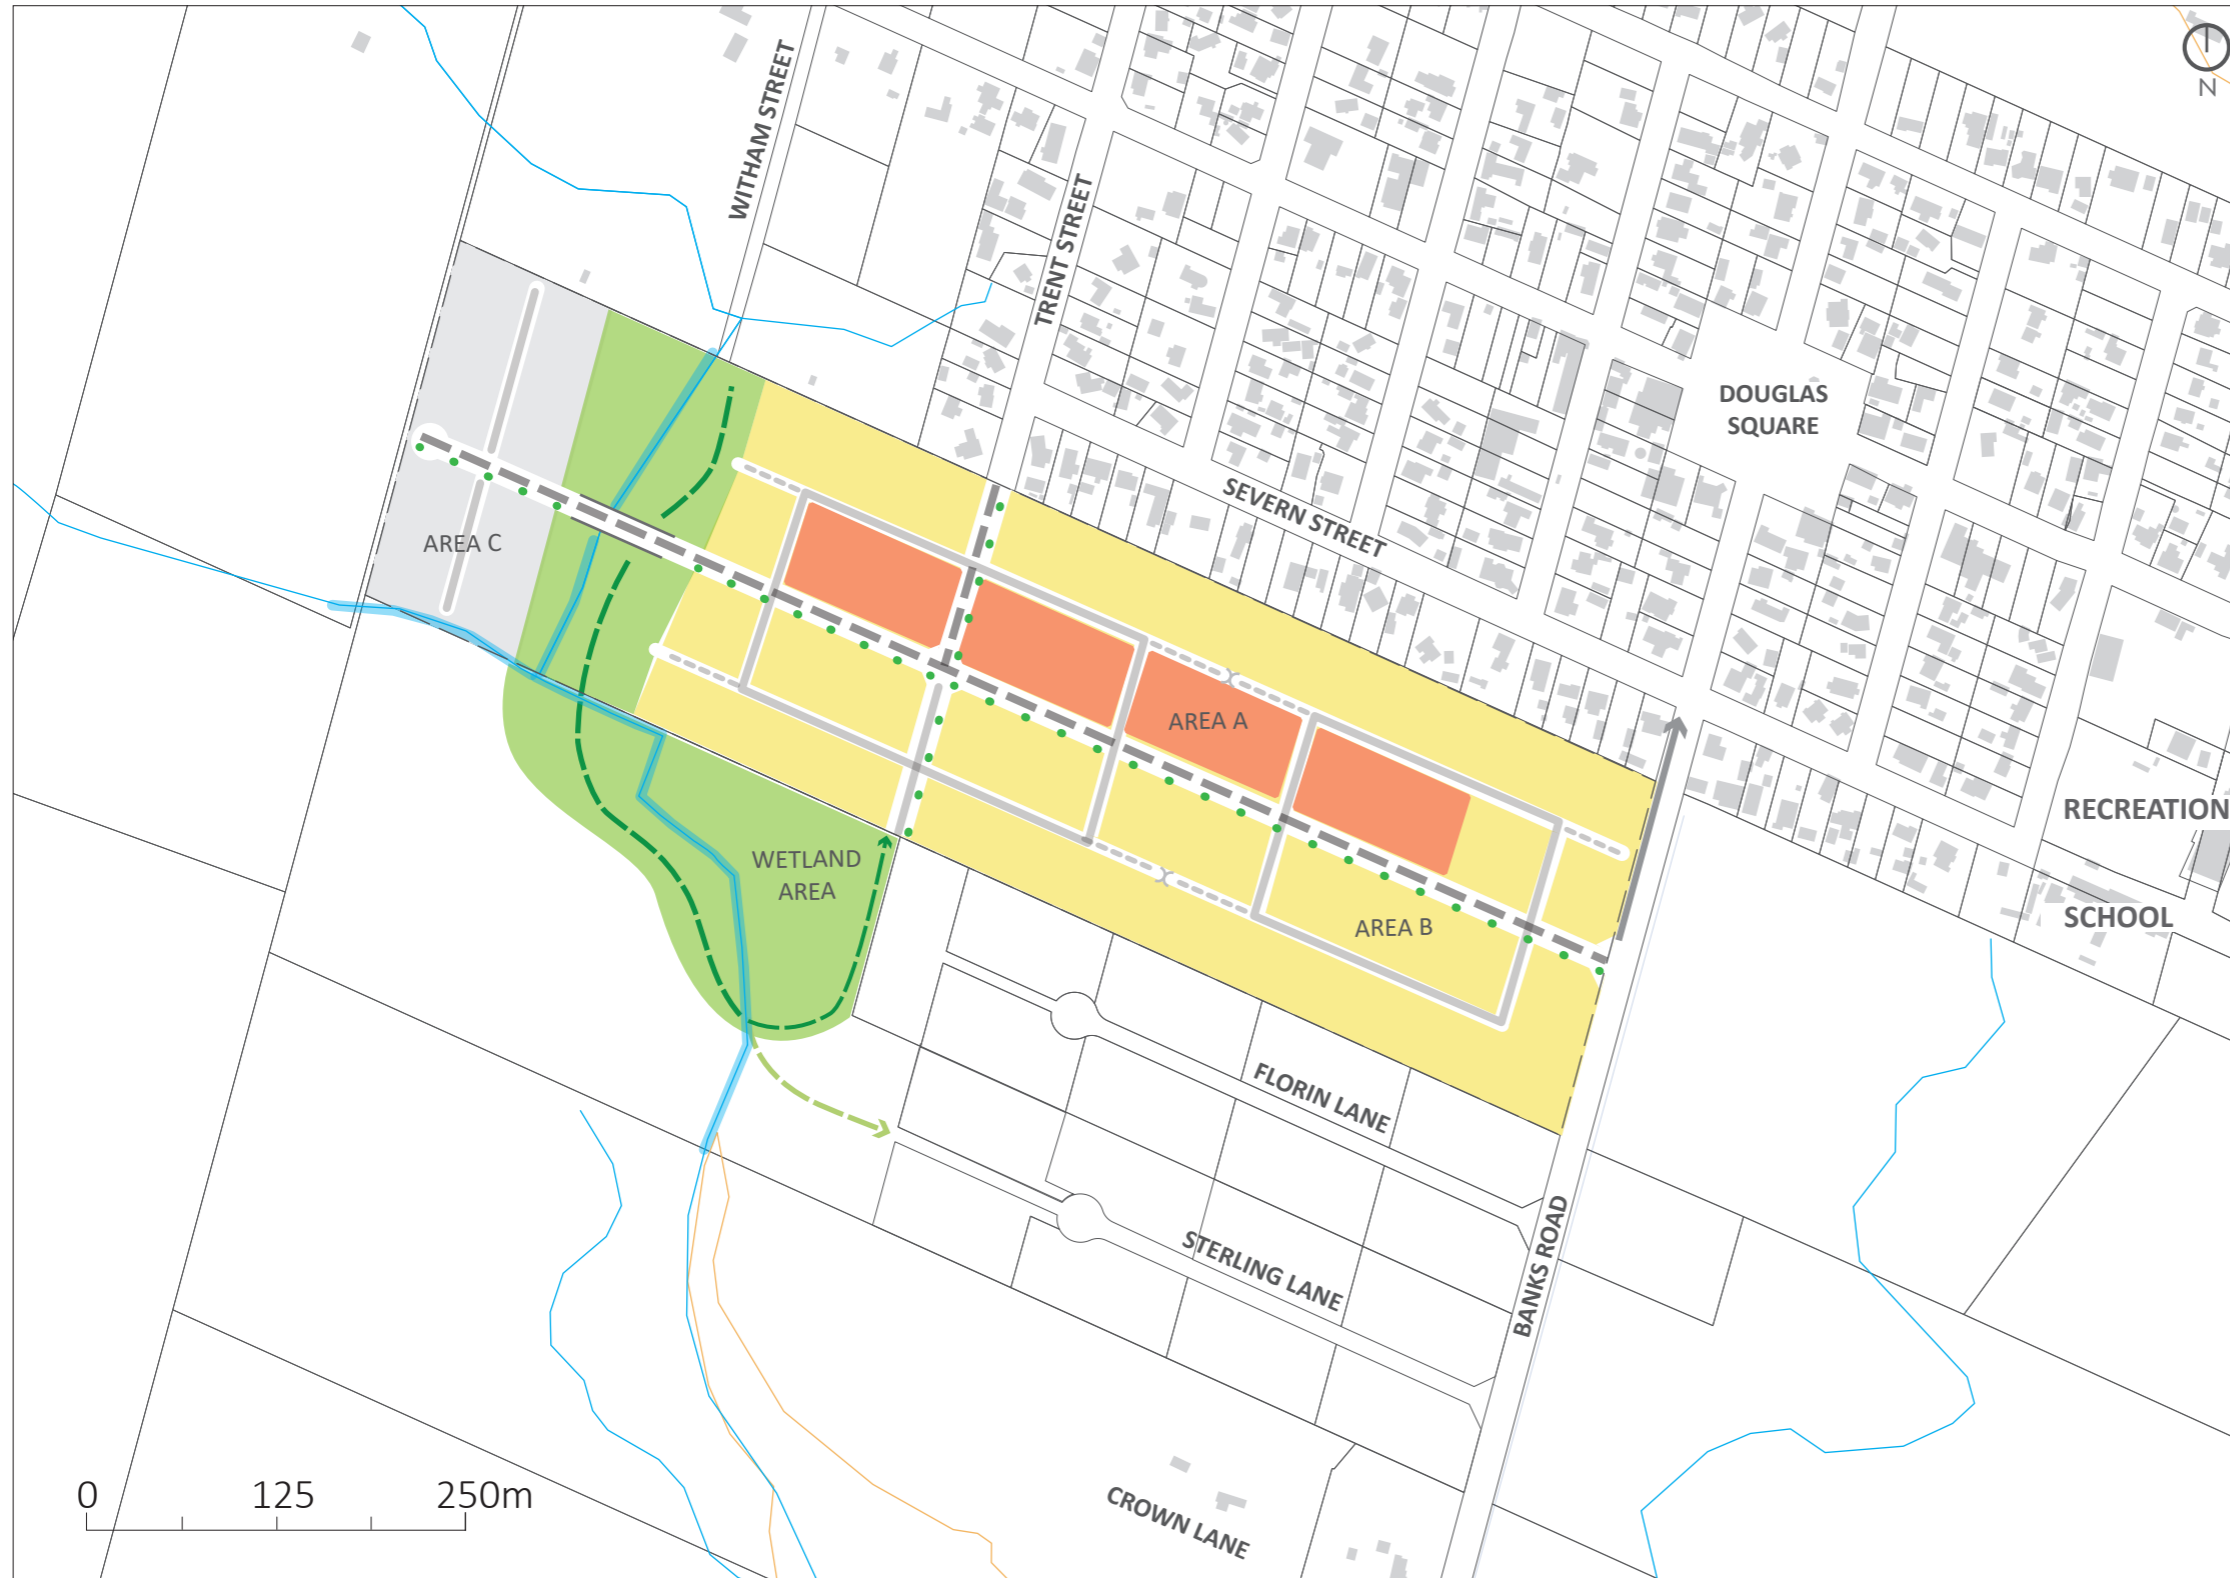 N
WITHAM STREET
TRENT STREET
DOUGLAS
SQUARE
SEVERN STREET
AREA C
AREA A
RECREATION
WETLAND
AREA
AREA B
SCHOOL
FLORIN LANE
STERLING LANE
BANKS ROAD
0 125 250m
CROWN LANE